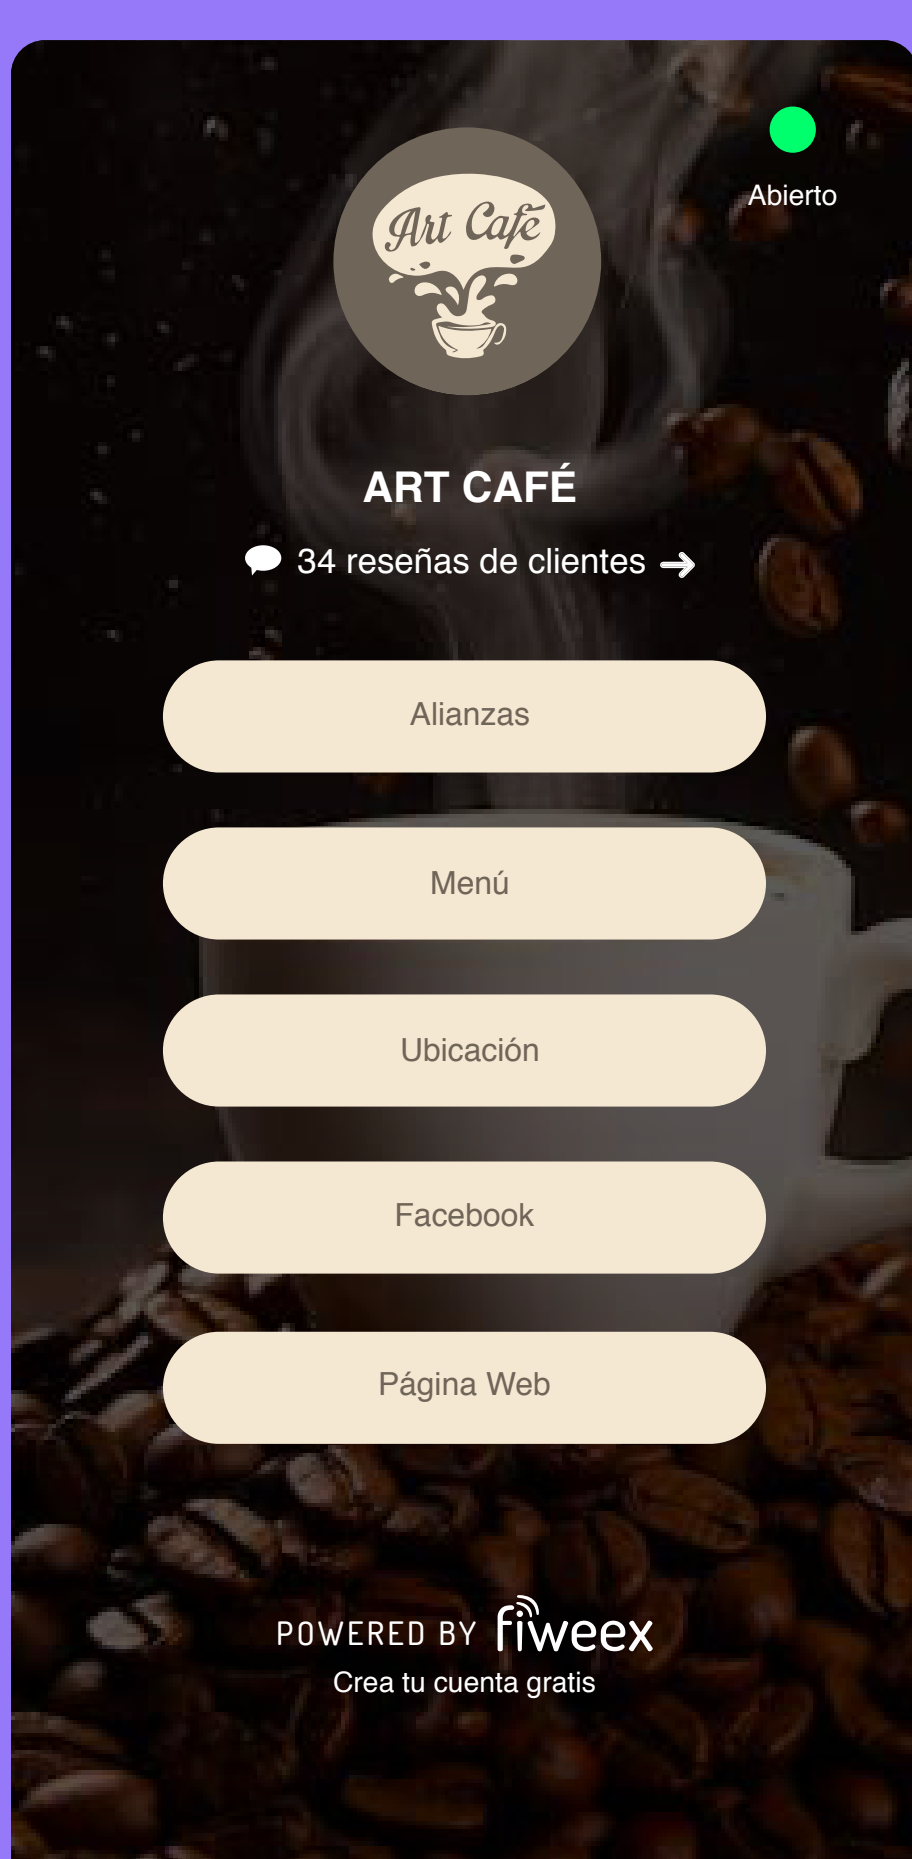 Abierto
Art Café
ART CAFÉ
34 reseñas de clientes
Alianzas
Menú
Ubicación
Facebook
Página Web
POWERED BY fiweex
Crea tu cuenta gratis